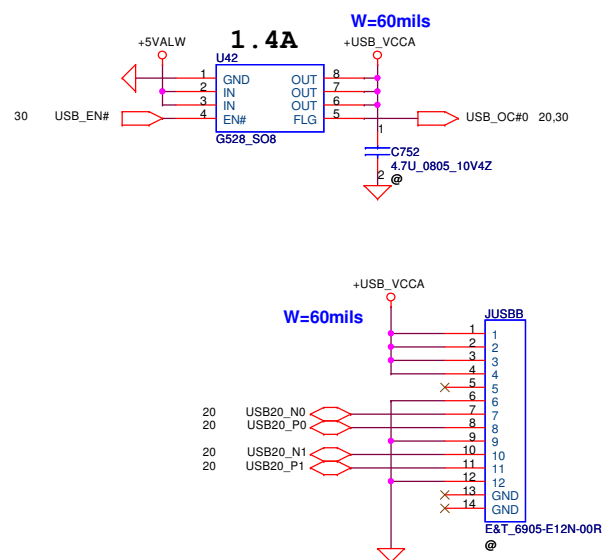 W=60mils
+5VALW 1.4A +USB_VCCA
U42
1 GND OUT 8
2 IN OUT 7
3 IN OUT 6
30 USB_EN# 4 EN# FLG 5 USB_OC#0 20,30
G528_SO8
1
C752
4.7U_0805_10V4Z
2 @
+USB_VCCA
W=60mils
JUSBB
1 1
2 2
3 3
4 4
5 5
6 6
20 USB20_N0 7 7
20 USB20_P0 8 8
9 9
20 USB20_N1 10 10
20 USB20_P1 11 11
12 12
13 GND
14 GND
E&T_6905-E12N-00R
@